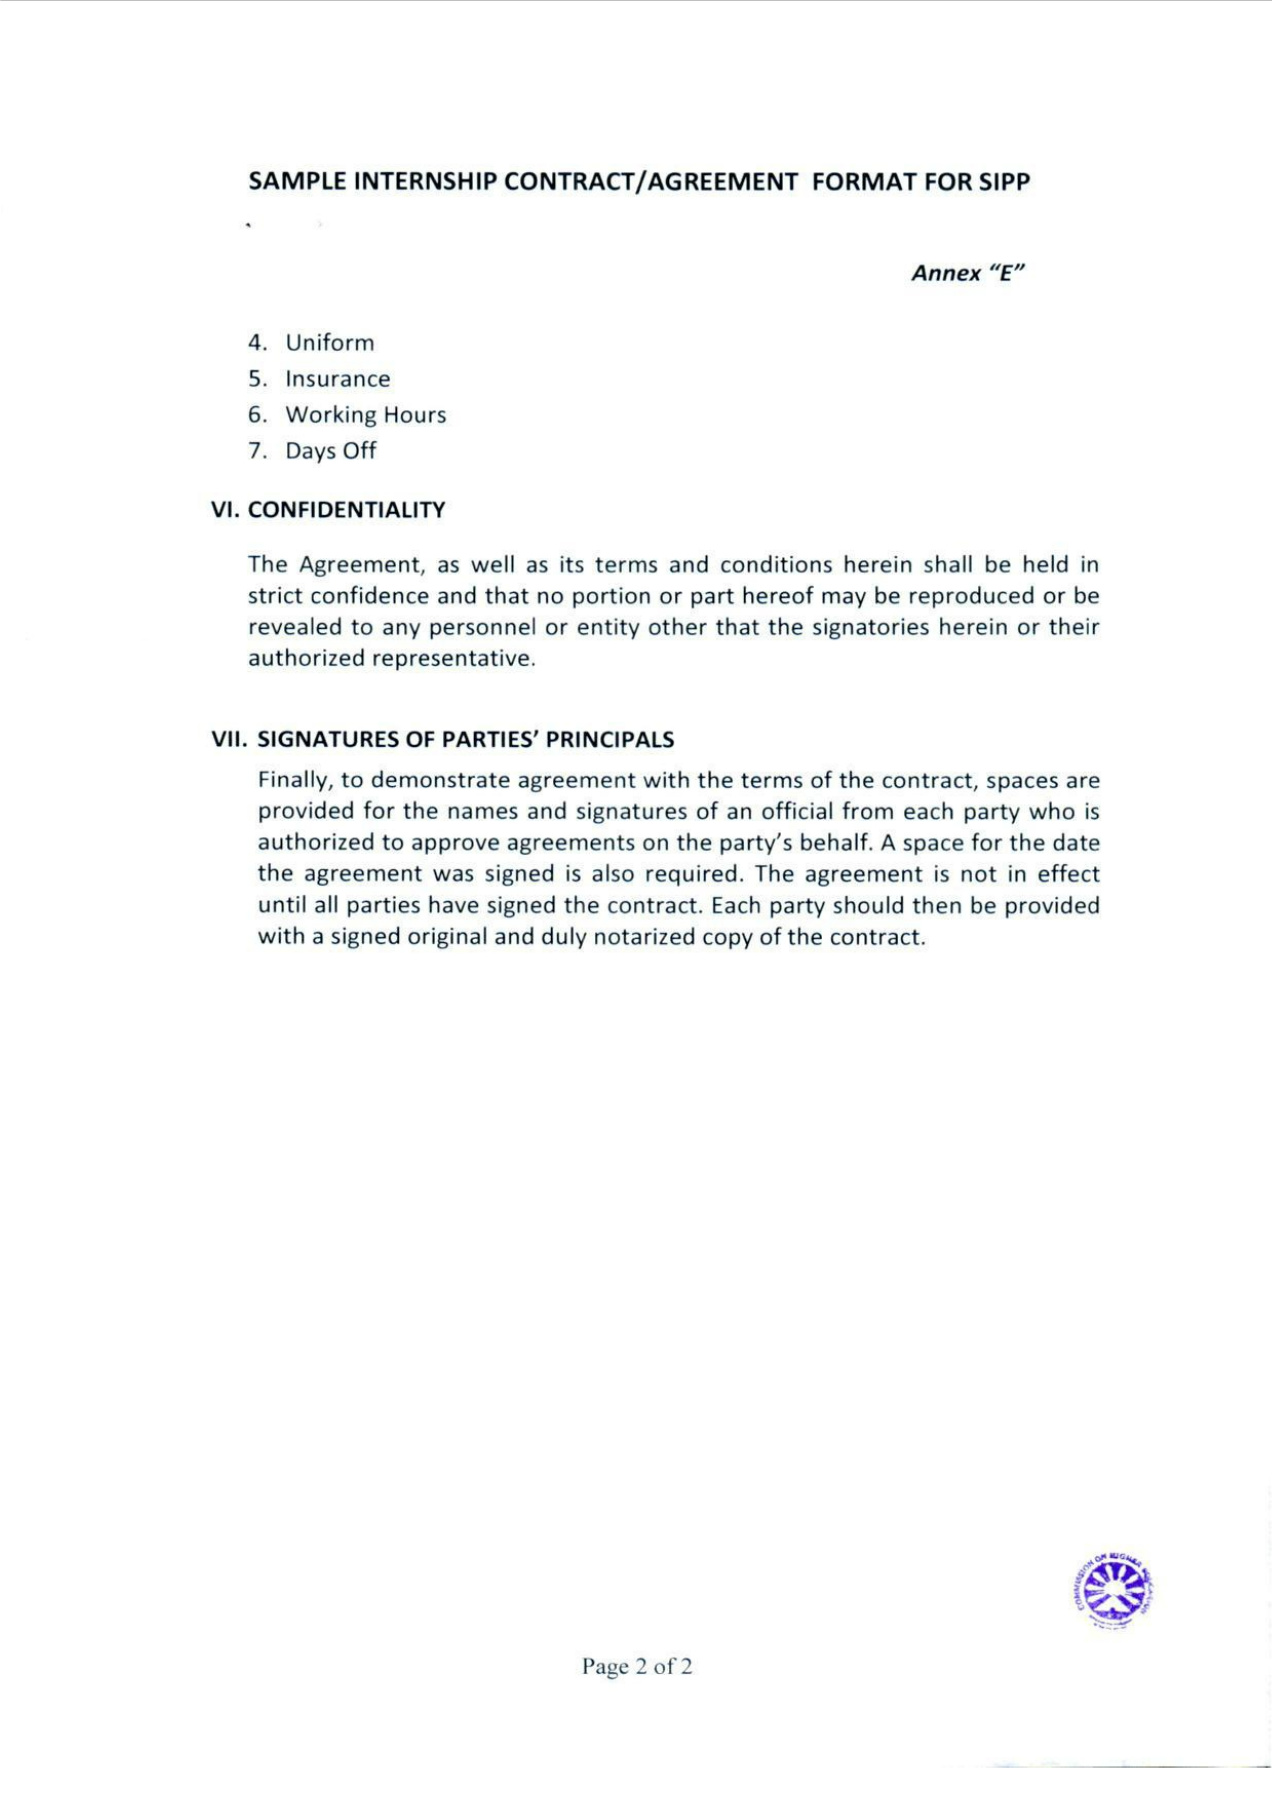 SAMPLE INTERNSHIP CONTRACT/AGREEMENT FORMAT FOR SIPP
Annex “E”
4. Uniform
5. Insurance
6. Working Hours
7. Days Off
VI. CONFIDENTIALITY
The Agreement, as well as its terms and conditions herein shall be held in
strict confidence and that no portion or part hereof may be reproduced or be
revealed to any personnel or entity other that the signatories herein or their
authorized representative.
VII. SIGNATURES OF PARTIES’ PRINCIPALS
Finally, to demonstrate agreement with the terms of the contract, spaces are
provided for the names and signatures of an official from each party who is
authorized to approve agreements on the party’s behalf. A space for the date
the agreement was signed is also required. The agreement is not in effect
until all parties have signed the contract. Each party should then be provided
with a signed original and duly notarized copy of the contract.
COMMISSION ON HIGHER
Page 2 of 2